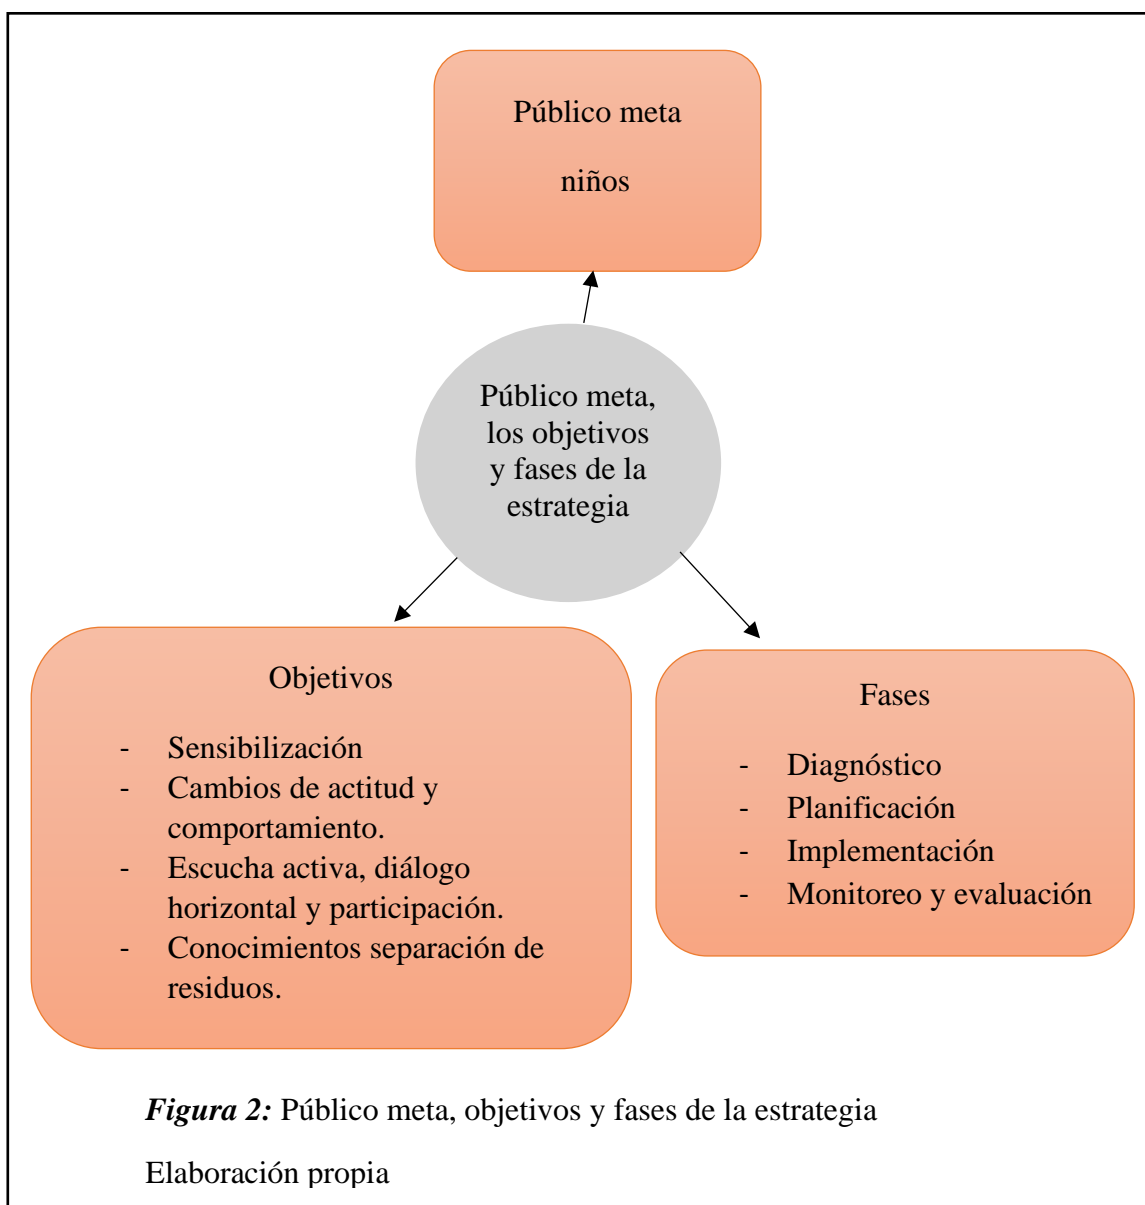 Público meta
niños
Público meta,
los objetivos
y fases de la
estrategia
Objetivos
- Sensibilización
- Cambios de actitud y
comportamiento.
- Escucha activa, diálogo
horizontal y participación.
- Conocimientos separación de
residuos.
Fases
- Diagnóstico
- Planificación
- Implementación
- Monitoreo y evaluación
Figura 2: Público meta, objetivos y fases de la estrategia
Elaboración propia